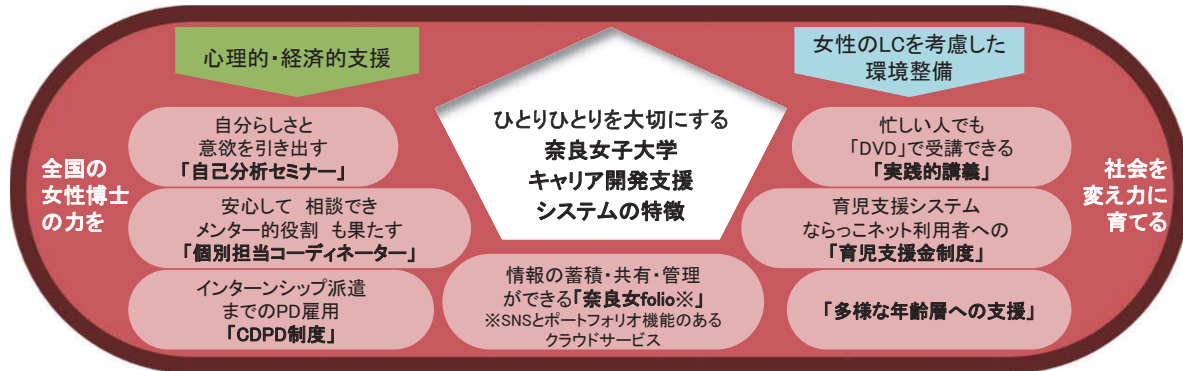 全国の
女性博士
の力を
心理的・経済的支援
自分らしさと
意欲を引き出す
「自己分析セミナー」
安心して 相談でき
メンター的役割 も果たす
「個別担当コーディネーター」
インターンシップ派遣
までのPD雇用
「CDPD制度」
ひとりひとりを大切にする
奈良女子大学
キャリア開発支援
システムの特徴
情報の蓄積・共有・管理
ができる「奈良女folio※」
※SNSとポートフォリオ機能のある
クラウドサービス
女性のLCを考慮した
環境整備
忙しい人でも
「DVD」で受講できる
「実践的講義」
育児支援システム
ならっこネット利用者への
「育児支援金制度」
「多様な年齢層への支援」
社会を
変え力に
育てる